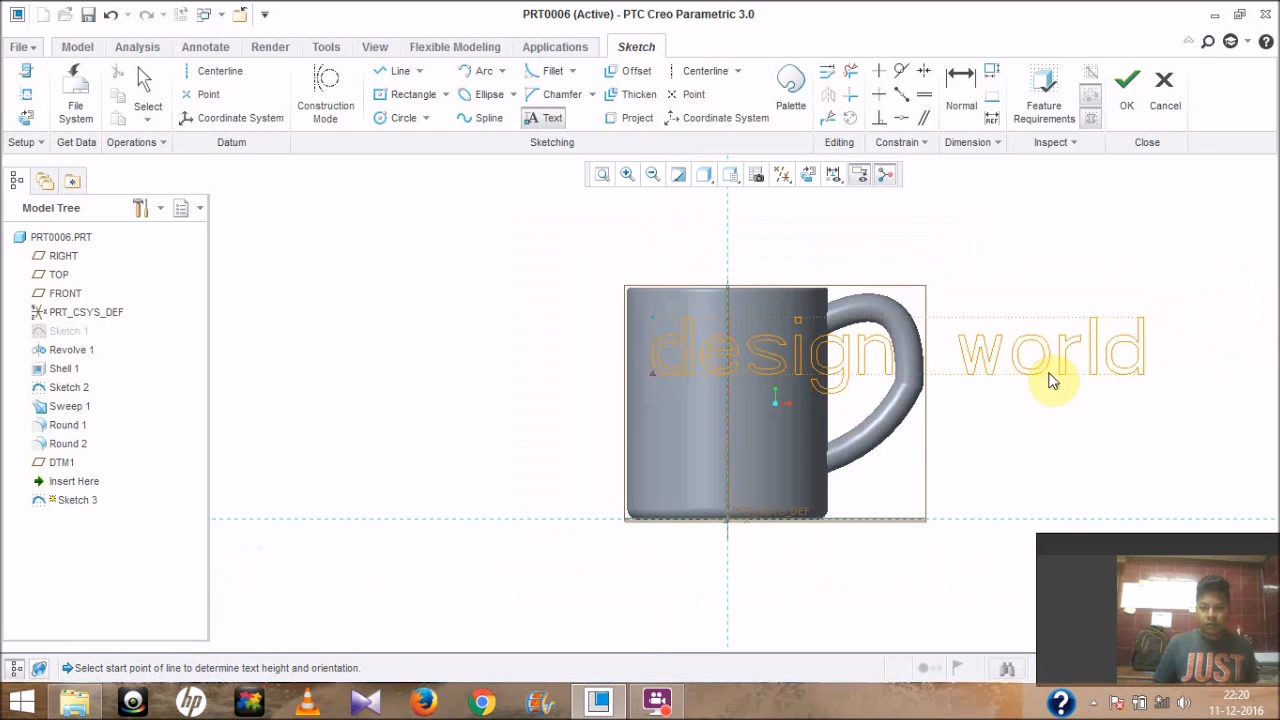 PRT0006 (Active) - PTC Creo Parametric 3.0
File Model Analysis Annotate Render Tools View Flexible Modeling Applications Sketch
Centerline Line Arc Fillet Offset Centerline
Point Rectangle Ellipse Chamfer Thicken Point
Coordinate System Circle Spline A Text Project Coordinate System
File System
Select
Construction Mode
Palette
Normal
Feature Requirements
OK
Cancel
Setup Get Data Operations Datum Sketching Editing Constrain Dimension Inspect Close
Model Tree
PRT0006.PRT
RIGHT
TOP
FRONT
PRT_CSYS_DEF
Sketch 1
Revolve 1
Shell 1
Sketch 2
Sweep 1
Round 1
Round 2
DTM1
Insert Here
Sketch 3
design world
JUST
Select start point of line to determine text height and orientation.
hp
22:20
11-12-2016